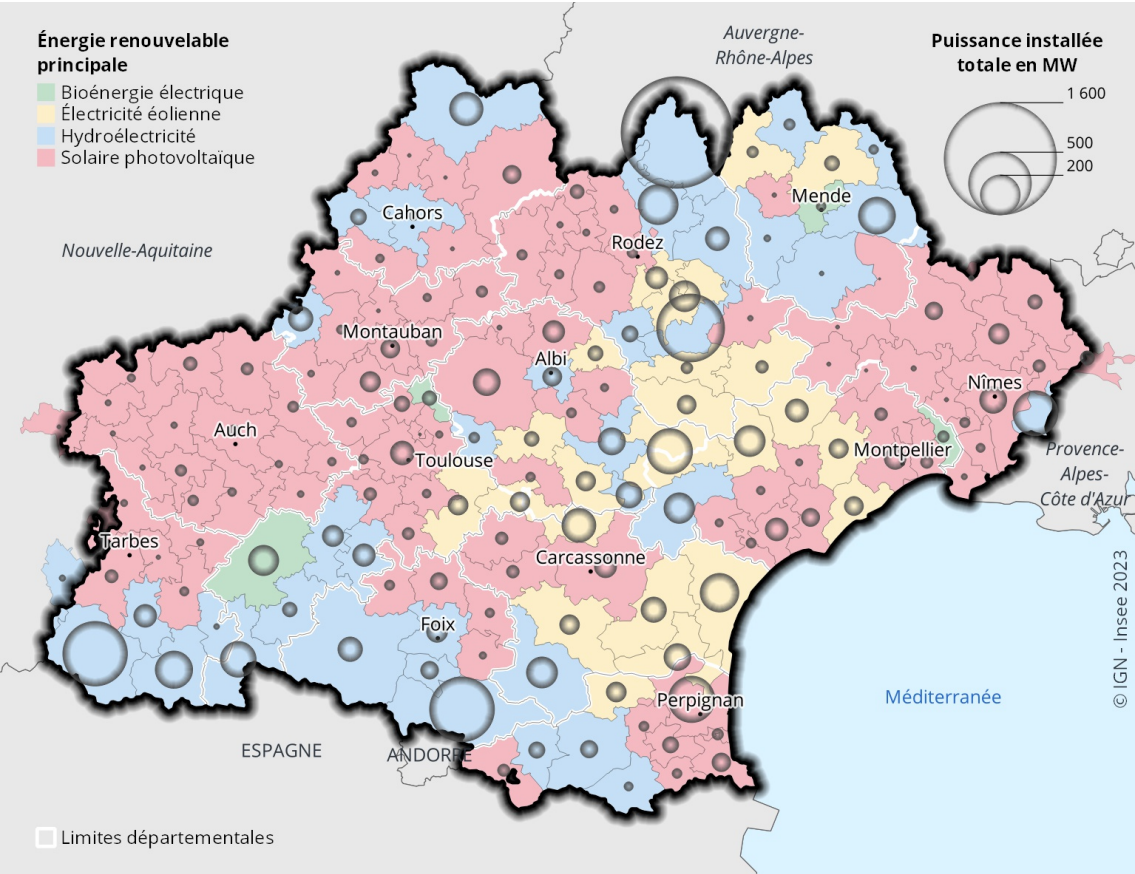 Énergie renouvelable
principale
Bioénergie électrique
Électricité éolienne
Hydroélectricité
Solaire photovoltaïque
Auvergne-
Rhône-Alpes
Puissance installée
totale en MW
1 600
500
200
Nouvelle-Aquitaine
Mende
Cahors
Rodez
Montauban
Albi
Nîmes
Auch
Toulouse
Montpellier
Provence-
Alpes-
Côte d'Azur
Tarbes
Carcassonne
Foix
Perpignan
Méditerranée
ESPAGNE
ANDORRE
Limites départementales
© IGN - Insee 2023